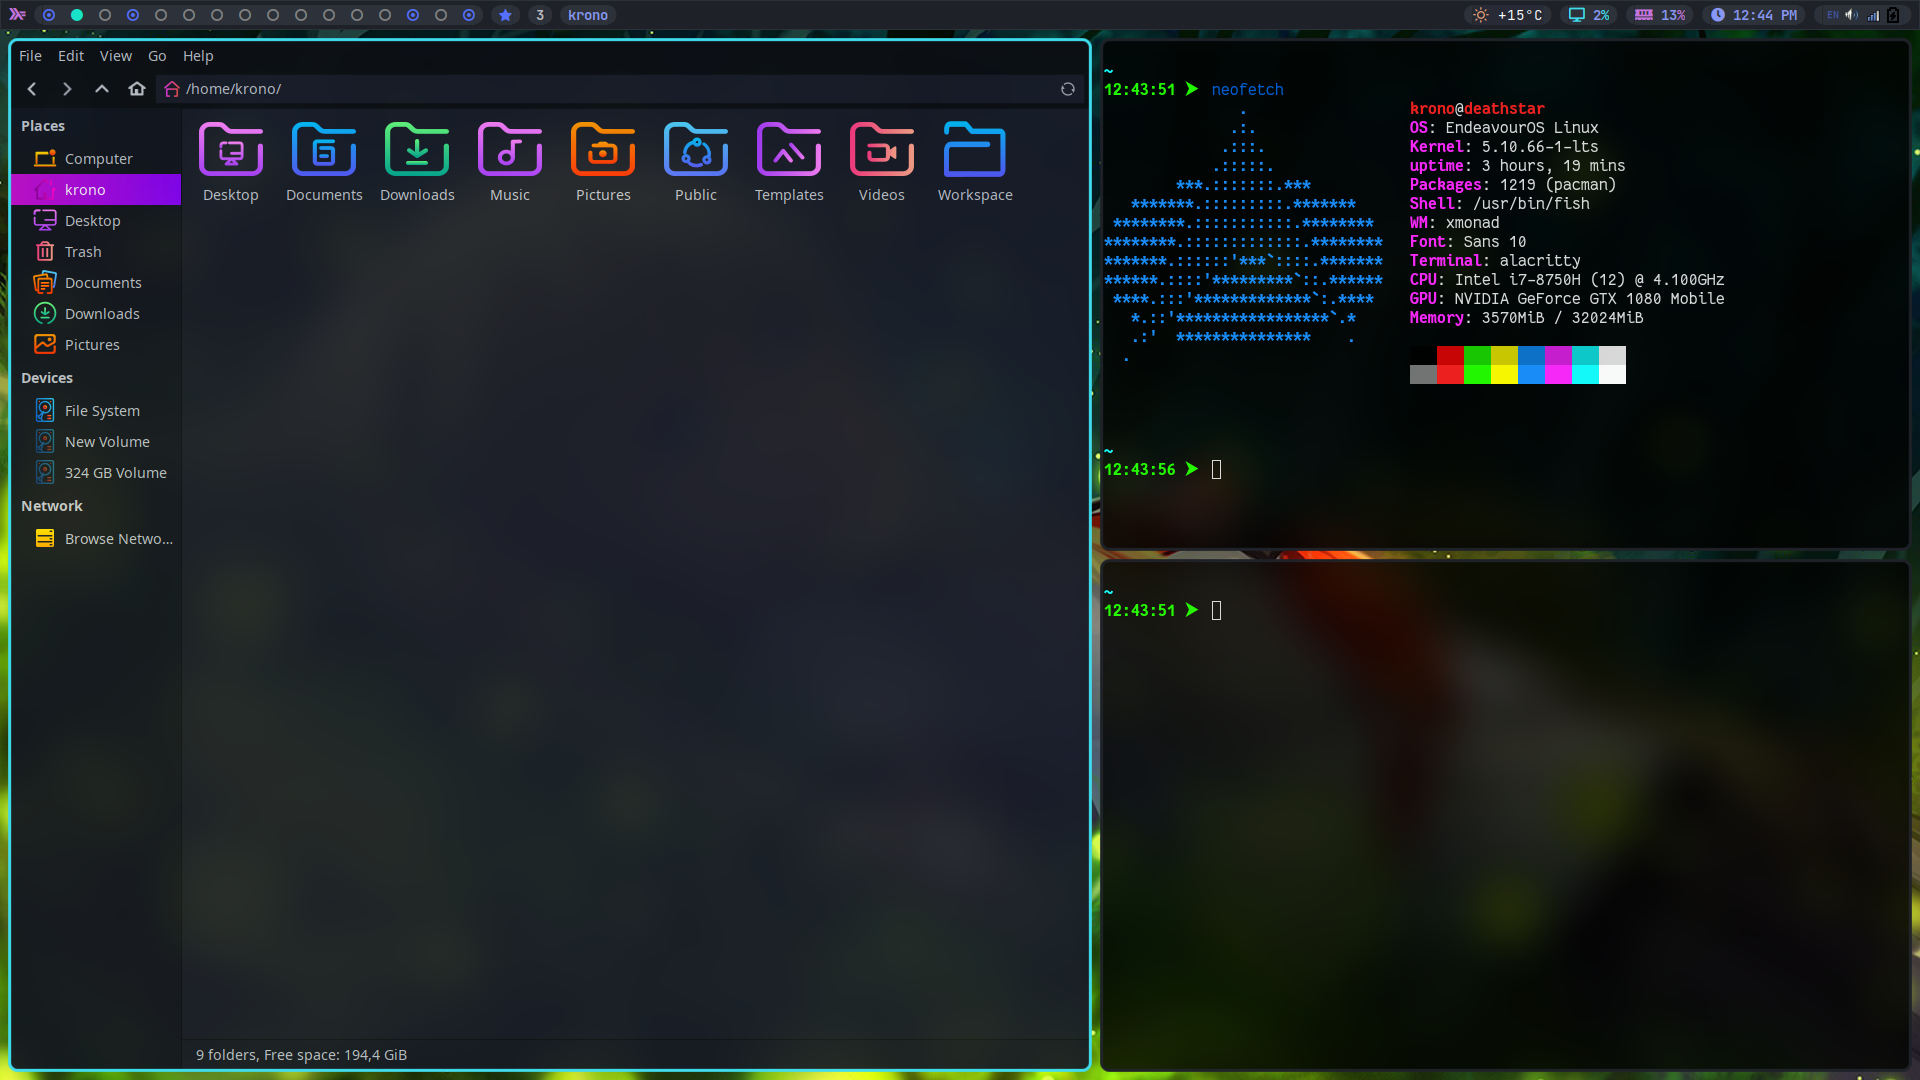 3
krono
+15°C
2%
13%
12:44 PM
EN
File Edit View Go Help
/home/krono/
Places
Computer
krono
Desktop
Trash
Documents
Downloads
Pictures
Devices
File System
New Volume
324 GB Volume
Network
Browse Netwo...
Desktop Documents Downloads Music Pictures Public Templates Videos Workspace
9 folders, Free space: 194,4 GiB
~
12:43:51 ➤ neofetch
krono@deathstar
OS: EndeavourOS Linux
Kernel: 5.10.66-1-lts
uptime: 3 hours, 19 mins
Packages: 1219 (pacman)
Shell: /usr/bin/fish
WM: xmonad
Font: Sans 10
Terminal: alacritty
CPU: Intel i7-8750H (12) @ 4.100GHz
GPU: NVIDIA GeForce GTX 1080 Mobile
Memory: 3570MiB / 32024MiB
~
12:43:56 ➤
~
12:43:51 ➤